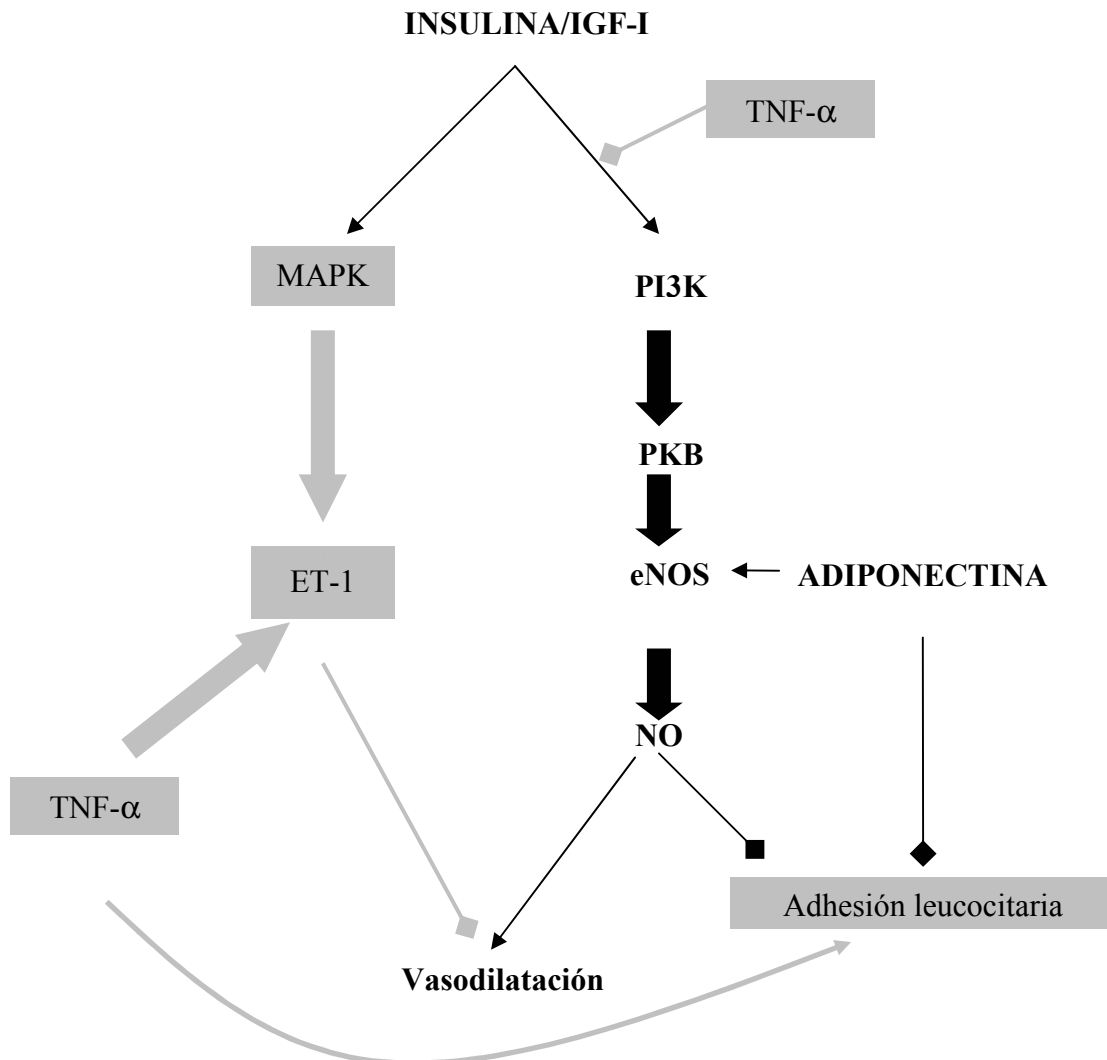 INSULINA/IGF-I
TNF-α
MAPK
PI3K
PKB
ET-1
eNOS
ADIPONECTINA
NO
TNF-α
Adhesión leucocitaria
Vasodilatación